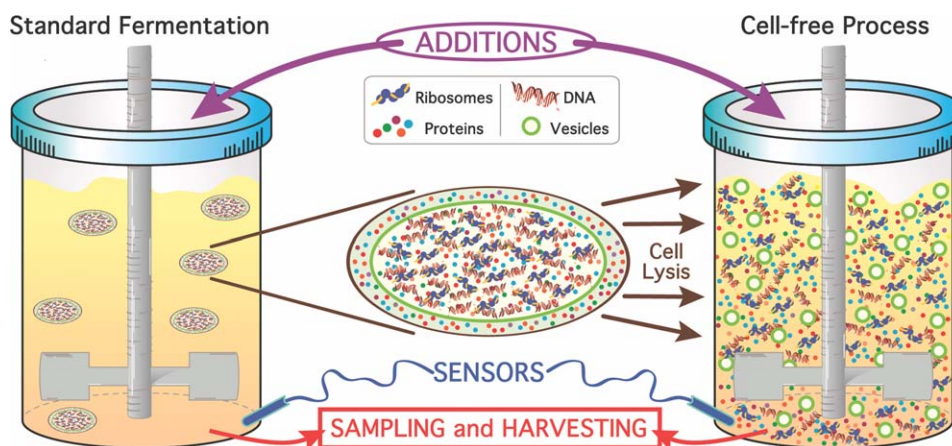 Standard Fermentation
ADDITIONS
Cell-free Process
Ribosomes
DNA
Proteins
Vesicles
Cell
Lysis
SENSORS
SAMPLING and HARVESTING